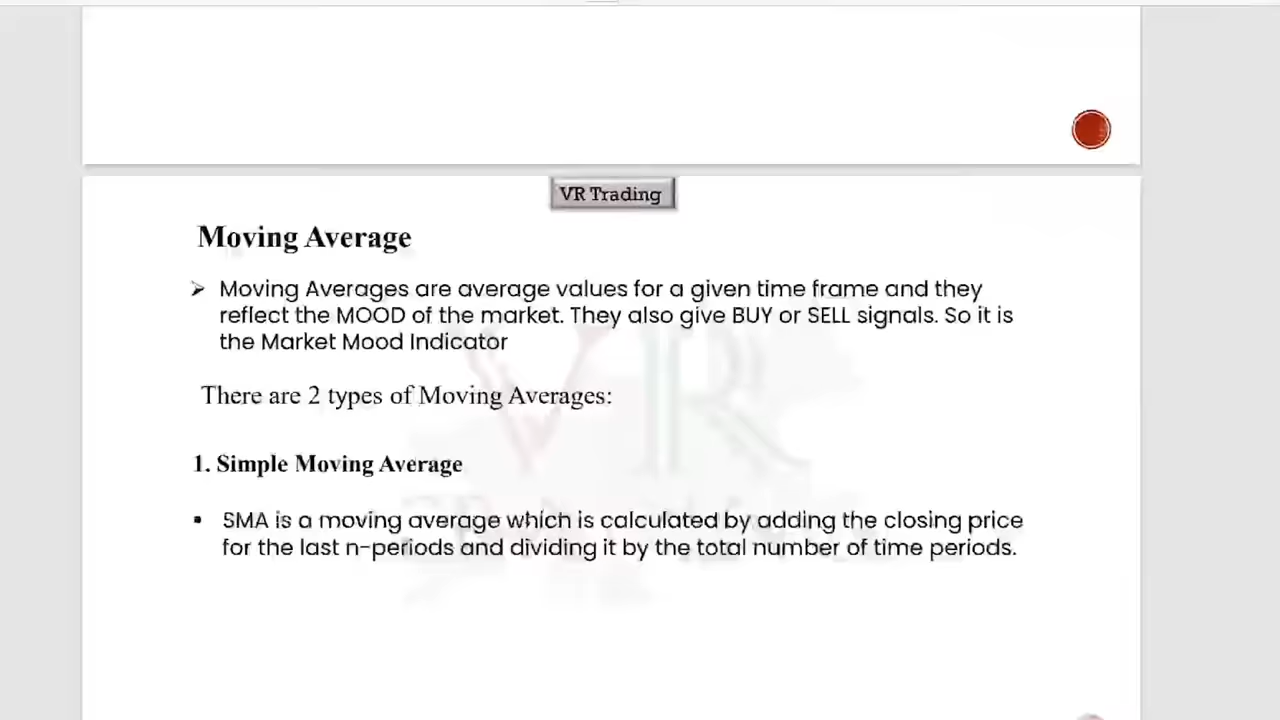 VR Trading
Moving Average
➢ Moving Averages are average values for a given time frame and they
reflect the MOOD of the market. They also give BUY or SELL signals. So it is
the Market Mood Indicator
There are 2 types of Moving Averages:
1. Simple Moving Average
▪ SMA is a moving average which is calculated by adding the closing price
for the last n-periods and dividing it by the total number of time periods.
VR